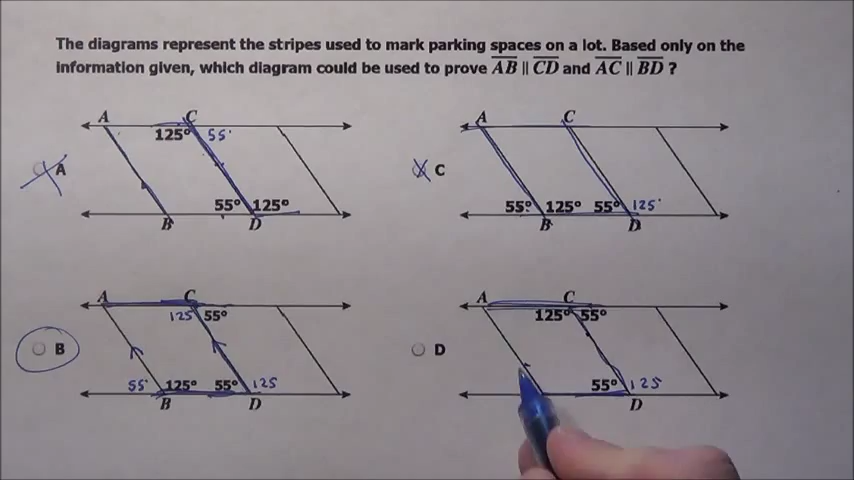 The diagrams represent the stripes used to mark parking spaces on a lot. Based only on the
information given, which diagram could be used to prove AB || CD and AC || BD ?
A C
125° 55°
A
55° 125°
B D
A C
C
55° 125° 55° 125°
B D
A C
125 55°
B
55° 125° 55° 125
B D
A C
125° 55°
D
55° 125
D